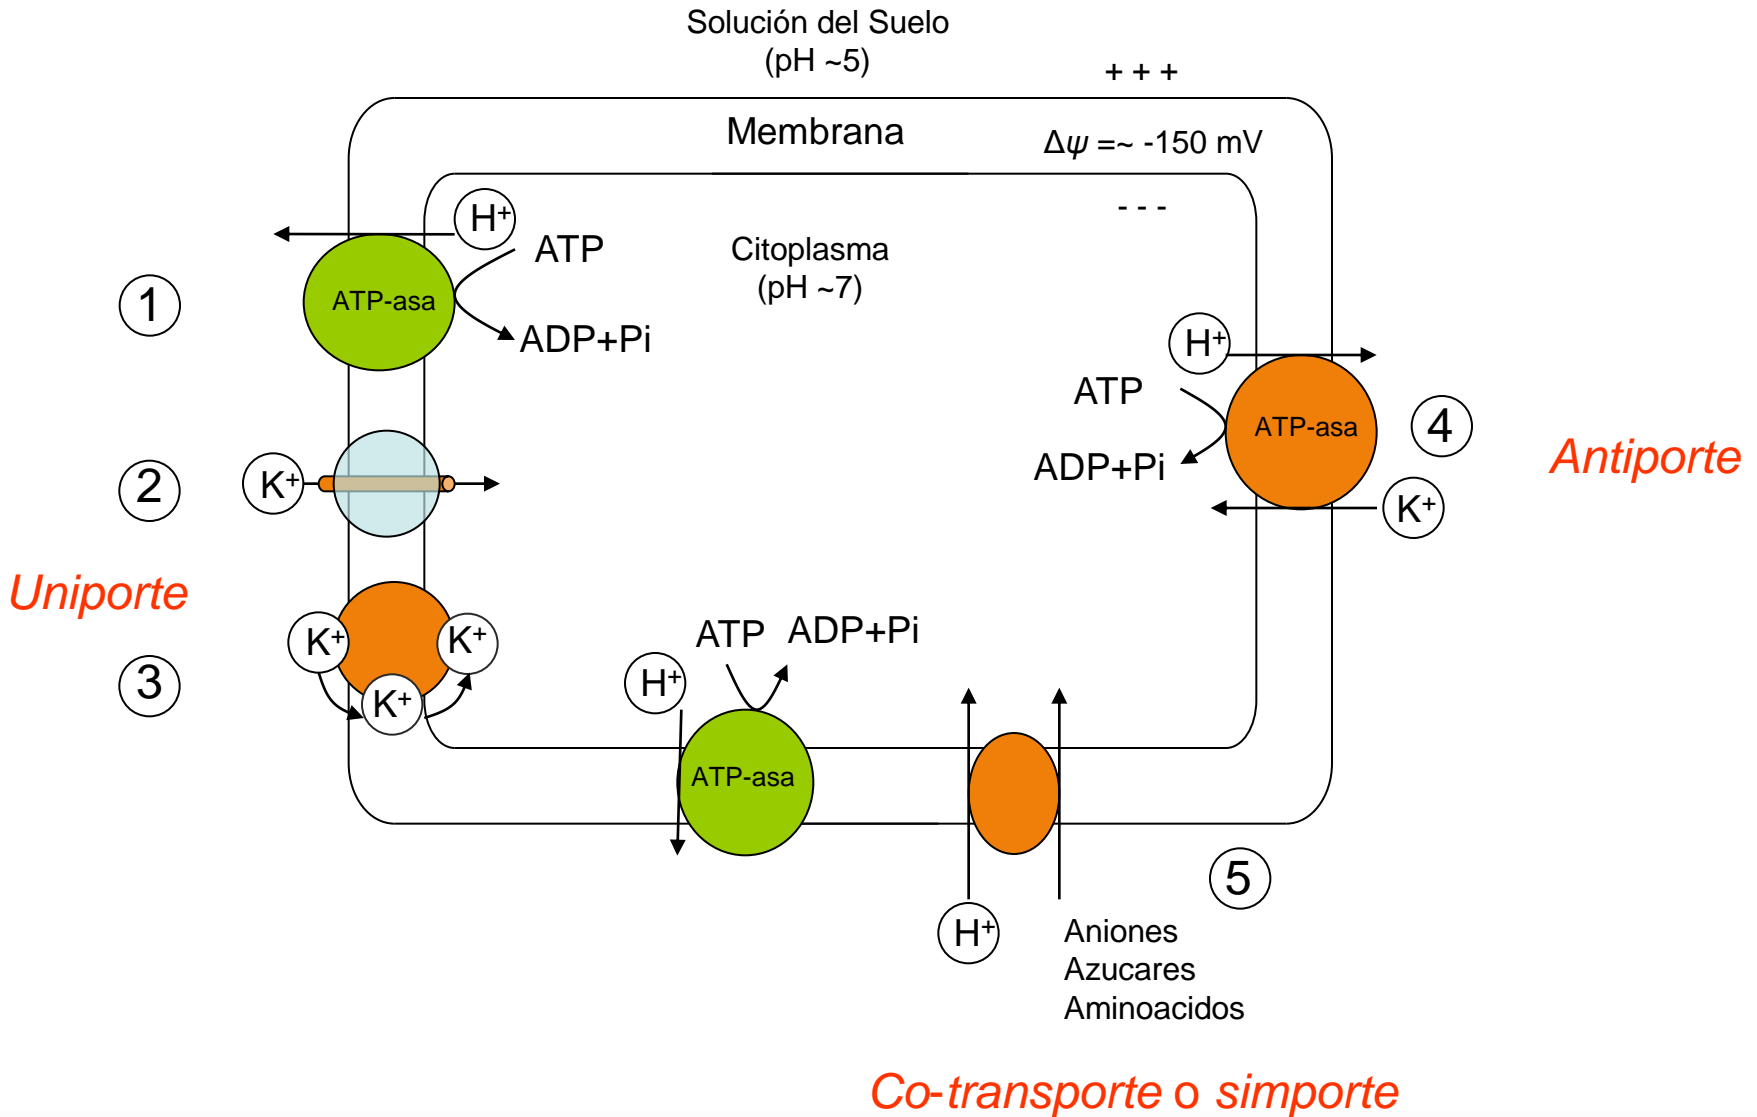 Solución del Suelo
(pH ~5)
+ + +
Membrana
Δψ =~ -150 mV
- - -
Citoplasma
(pH ~7)
H+
ATP
ATP-asa
ADP+Pi
1
H+
ATP
ATP-asa
ADP+Pi
4
Antiporte
K+
2
K+
Uniporte
3
K+
K+
K+
ATP
ADP+Pi
H+
ATP-asa
5
H+
Aniones
Azucares
Aminoacidos
Co-transporte o simporte